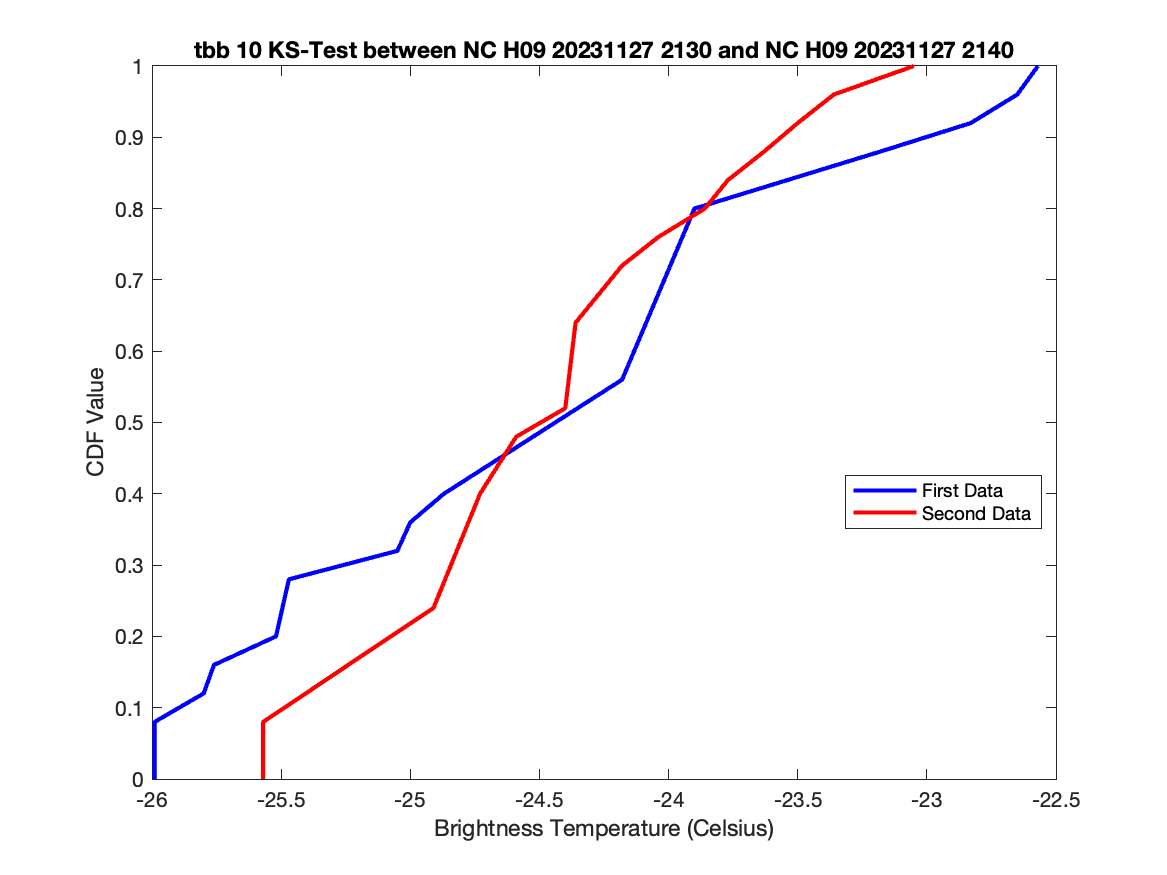 tbb 10 KS-Test between NC H09 20231127 2130 and NC H09 20231127 2140
1
0.9
0.8
0.7
0.6
0.5
0.4
0.3
0.2
0.1
0
CDF Value
First Data
Second Data
-26 -25.5 -25 -24.5 -24 -23.5 -23 -22.5
Brightness Temperature (Celsius)